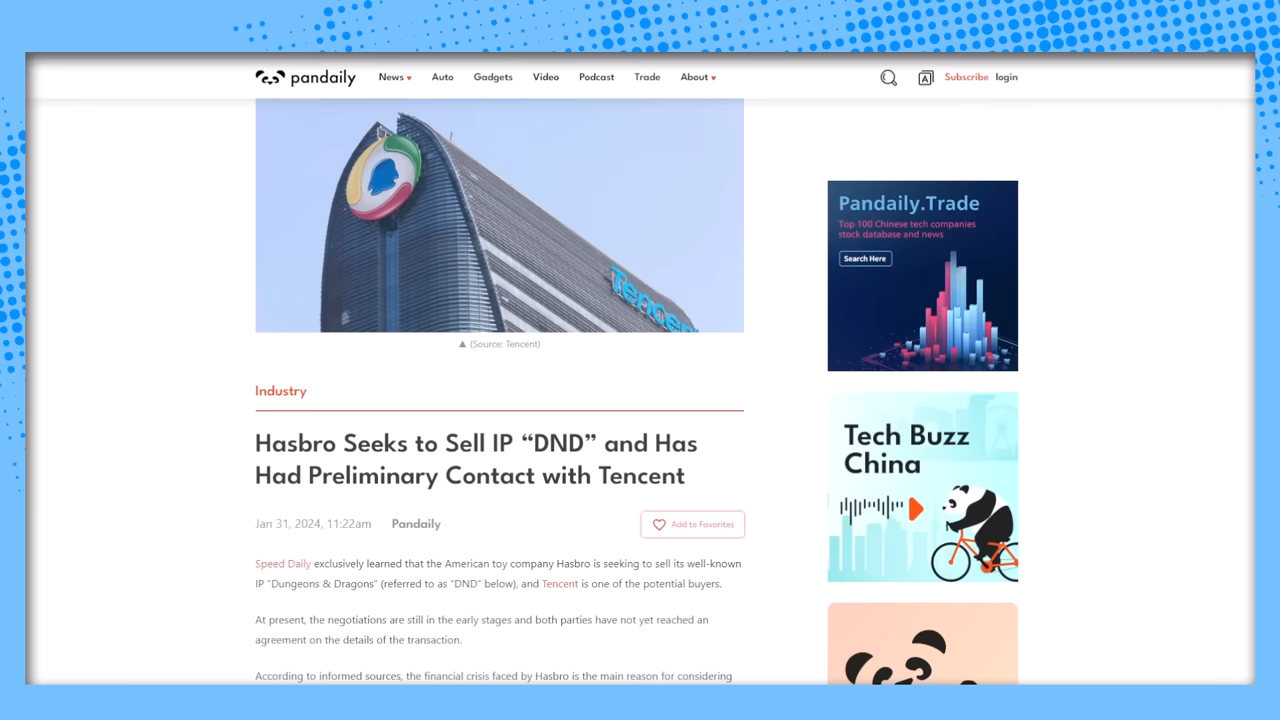 pandaily
News
Auto
Gadgets
Video
Podcast
Trade
About
A
Subscribe
login
Tencent
▲ (Source: Tencent)
Industry
Hasbro Seeks to Sell IP “DND” and Has
Had Preliminary Contact with Tencent
Jan 31, 2024, 11:22am
Pandaily
Add to Favorites
Speed Daily exclusively learned that the American toy company Hasbro is seeking to sell its well-known
IP "Dungeons & Dragons" (referred to as "DND" below), and Tencent is one of the potential buyers.
At present, the negotiations are still in the early stages and both parties have not yet reached an
agreement on the details of the transaction.
According to informed sources, the financial crisis faced by Hasbro is the main reason for considering
Pandaily.Trade
Top 100 Chinese tech companies
stock database and news
Search Here
Tech Buzz
China